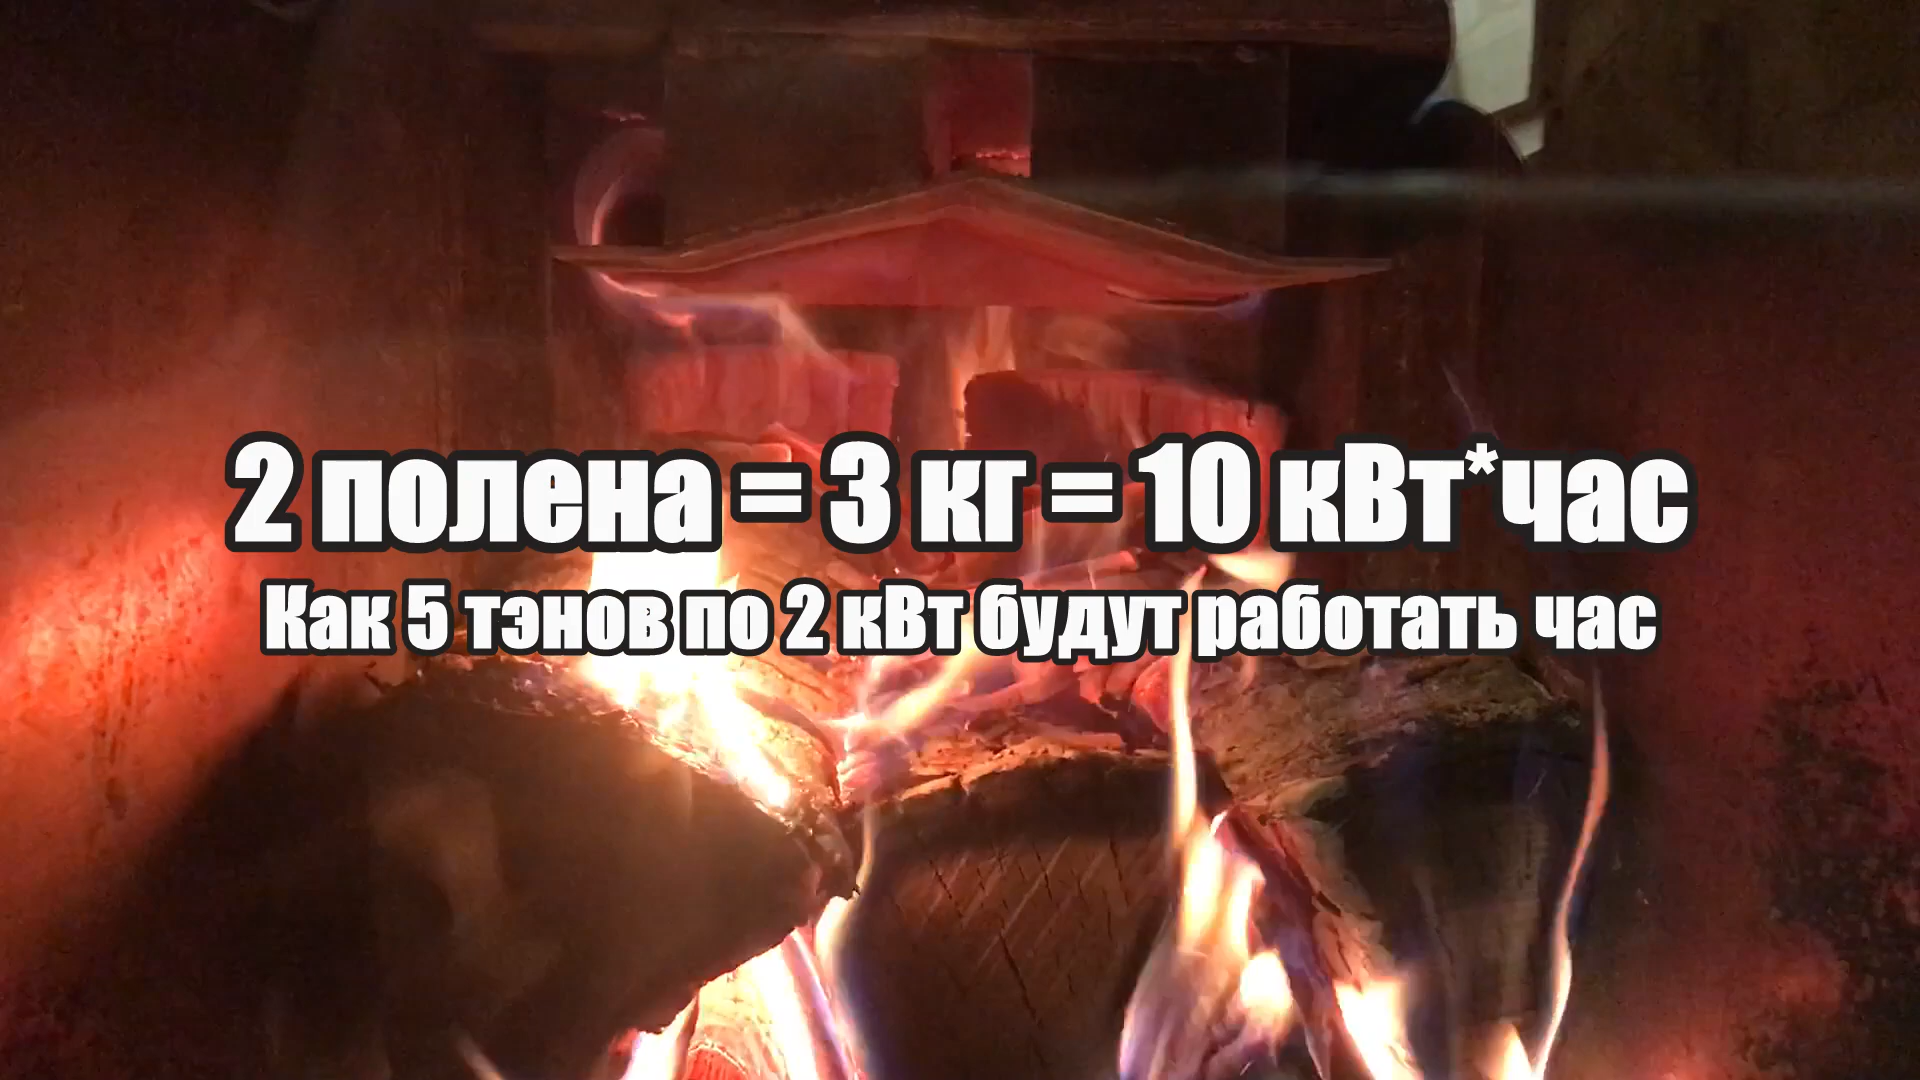 2 полена = 3 кг = 10 кВт*час
Как 5 тэнов по 2 кВт будут работать час